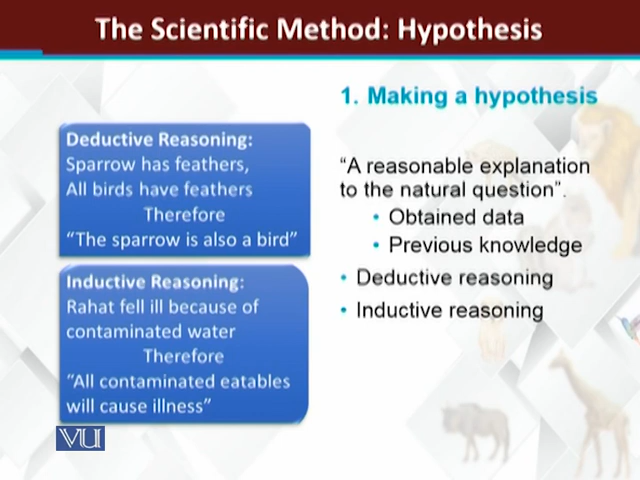 The Scientific Method: Hypothesis
1. Making a hypothesis
Deductive Reasoning:
Sparrow has feathers,
All birds have feathers
Therefore
“The sparrow is also a bird”
Inductive Reasoning:
Rahat fell ill because of
contaminated water
Therefore
“All contaminated eatables
will cause illness”
“A reasonable explanation
to the natural question”.
• Obtained data
• Previous knowledge
• Deductive reasoning
• Inductive reasoning
VU